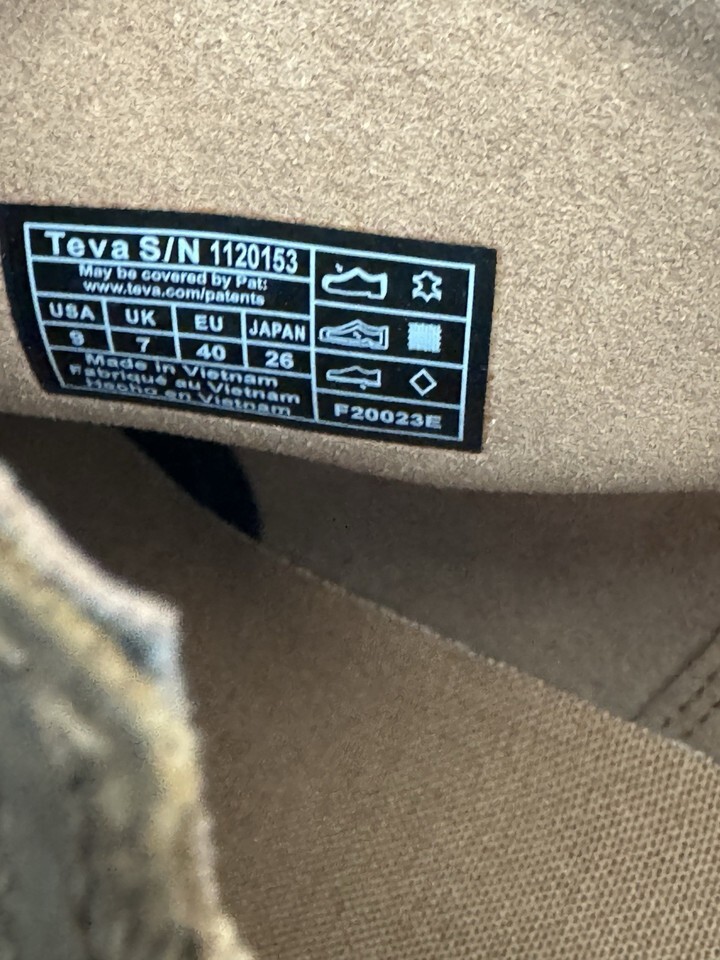 Teva S/N 1120153
May be covered by Pat:
www.teva.com/patents
USA UK EU JAPAN
9 7 40 26
Made in Vietnam
Fabriqué au Vietnam
Hecho en Vietnam
F20023E